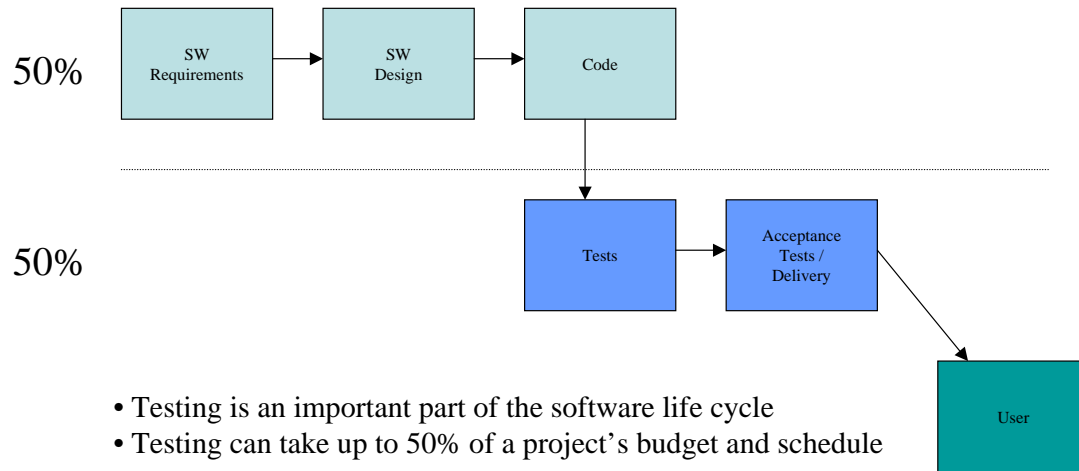 50%
SW
Requirements
SW
Design
Code
50%
Tests
Acceptance
Tests /
Delivery
User
• Testing is an important part of the software life cycle
• Testing can take up to 50% of a project's budget and schedule